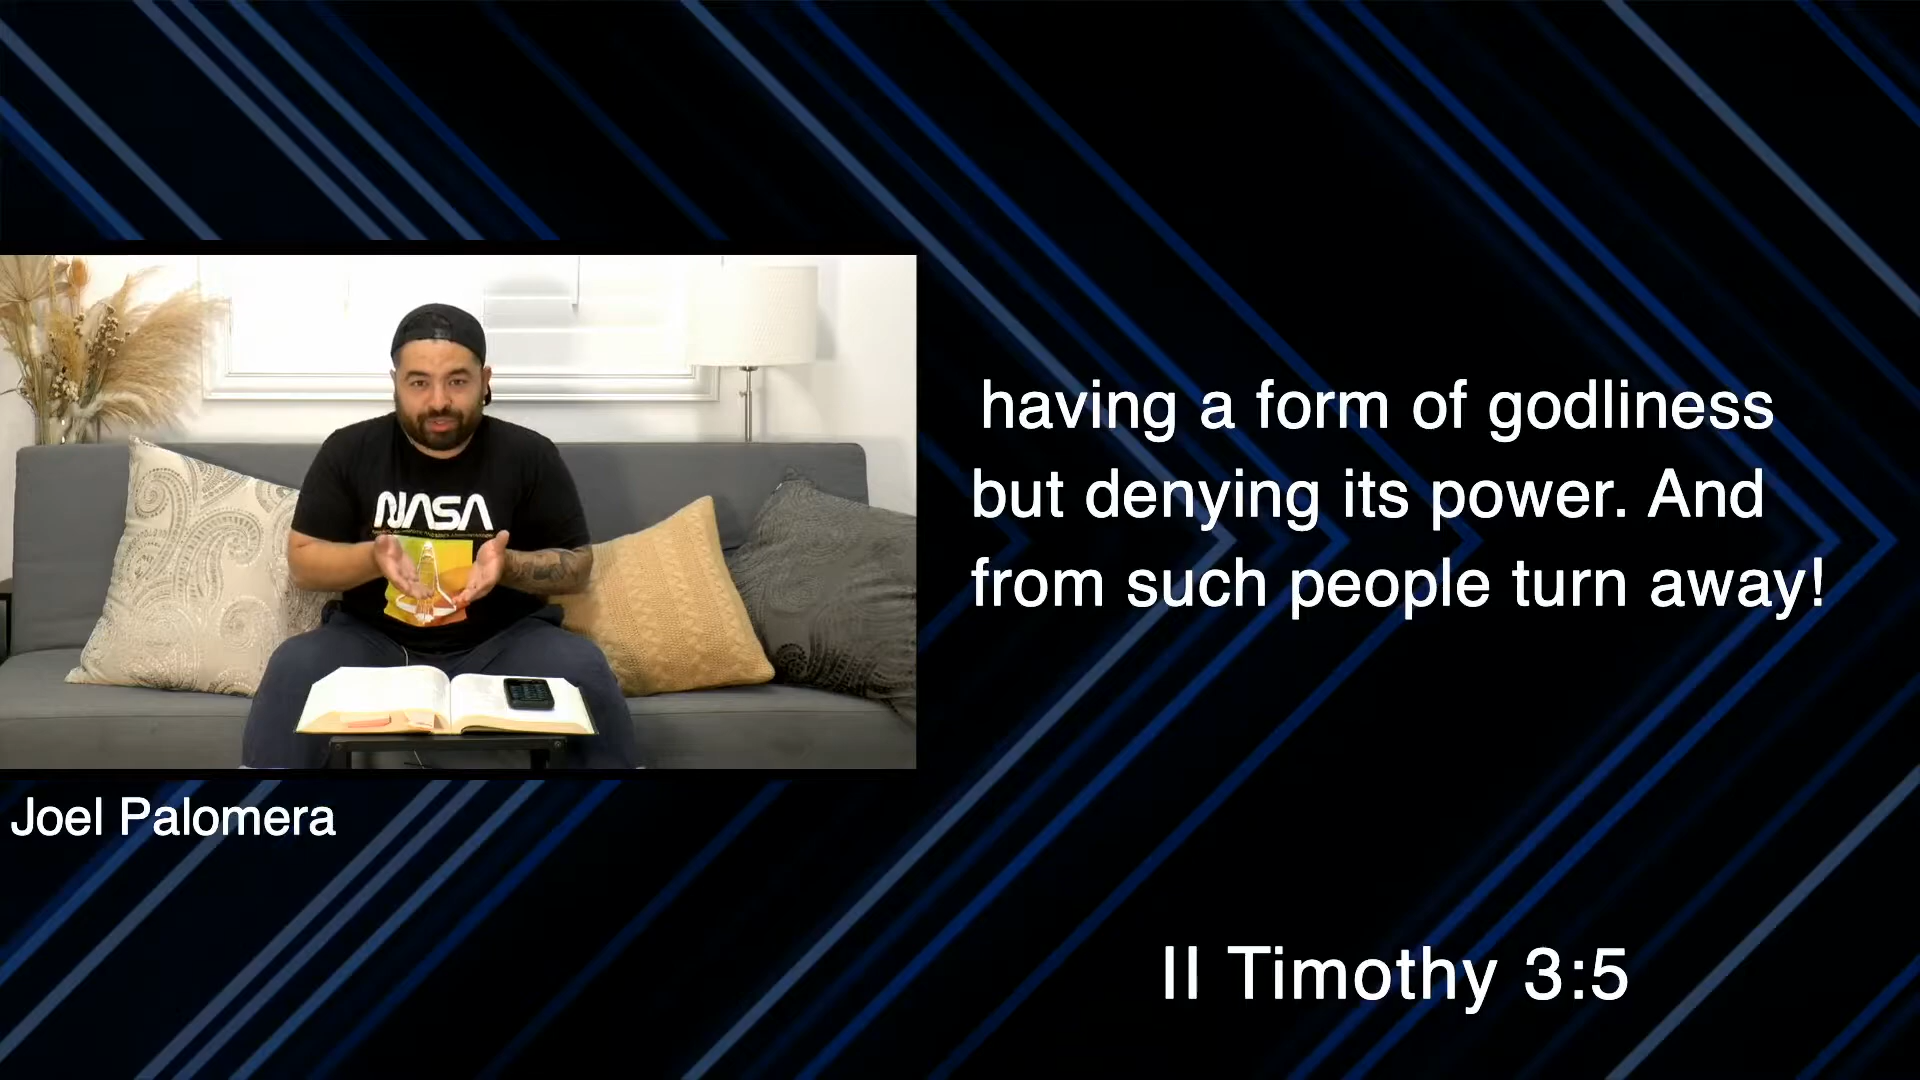 having a form of godliness
but denying its power. And
from such people turn away!
NASA
Joel Palomera
II Timothy 3:5